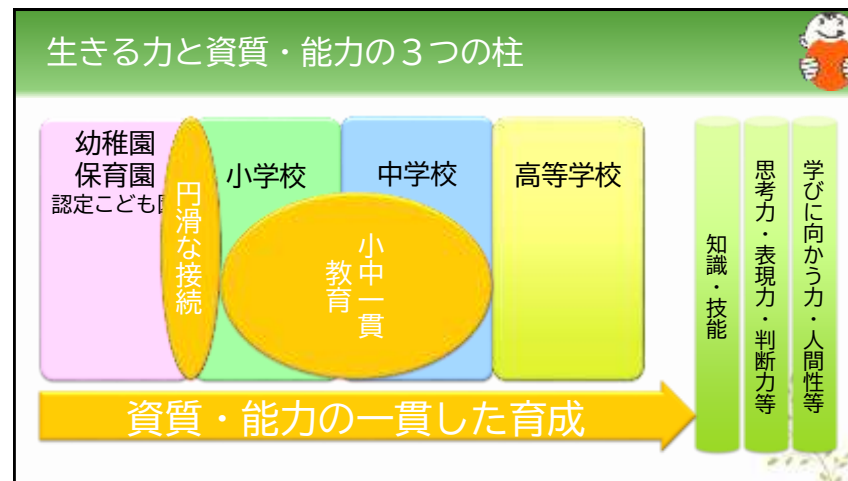 生きる力と資質・能力の３つの柱
幼稚園
保育園
認定こども園
円滑な接続
小学校
中学校
小中一貫
教育
高等学校
資質・能力の一貫した育成
知識・技能
思考力・表現力・判断力等
学びに向かう力・人間性等